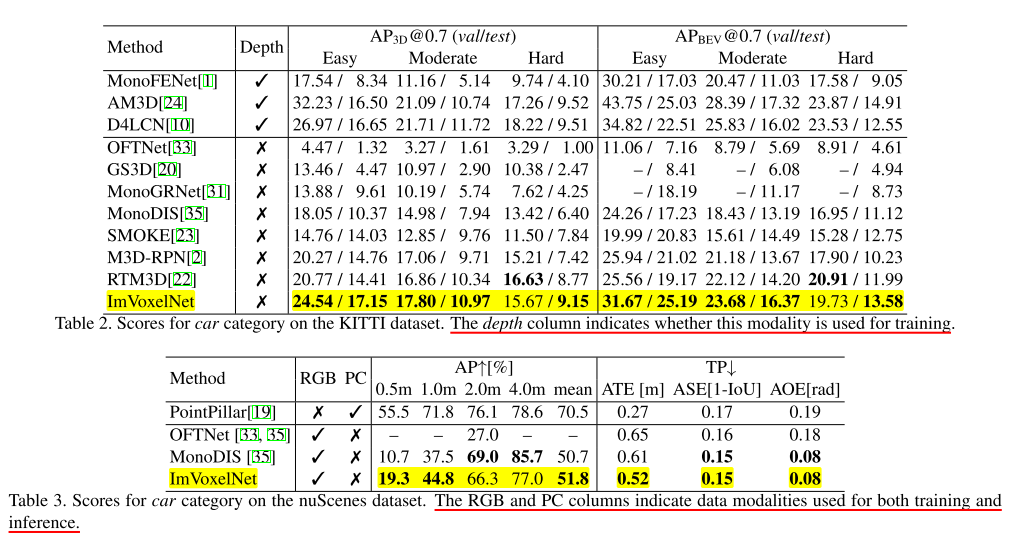 Method Depth AP3D@0.7 (val/test) APBEV@0.7 (val/test)
Easy Moderate Hard Easy Moderate Hard
MonoFENet[1] ✓ 17.54 / 8.34 11.16 / 5.14 9.74 / 4.10 30.21 / 17.03 20.47 / 11.03 17.58 / 9.05
AM3D[24] ✓ 32.23 / 16.50 21.09 / 10.74 17.26 / 9.52 43.75 / 25.03 28.39 / 17.32 23.87 / 14.91
D4LCN[10] ✓ 26.97 / 16.65 21.71 / 11.72 18.22 / 9.51 34.82 / 22.51 25.83 / 16.02 23.53 / 12.55
OFTNet[33] ✗ 4.47 / 1.32 3.27 / 1.61 3.29 / 1.00 11.06 / 7.16 8.79 / 5.69 8.91 / 4.61
GS3D[20] ✗ 13.46 / 4.47 10.97 / 2.90 10.38 / 2.47 – / 8.41 – / 6.08 – / 4.94
MonoGRNet[31] ✗ 13.88 / 9.61 10.19 / 5.74 7.62 / 4.25 – / 18.19 – / 11.17 – / 8.73
MonoDIS[35] ✗ 18.05 / 10.37 14.98 / 7.94 13.42 / 6.40 24.26 / 17.23 18.43 / 13.19 16.95 / 11.12
SMOKE[23] ✗ 14.76 / 14.03 12.85 / 9.76 11.50 / 7.84 19.99 / 20.83 15.61 / 14.49 15.28 / 12.75
M3D-RPN[2] ✗ 20.27 / 14.76 17.06 / 9.71 15.21 / 7.42 25.94 / 21.02 21.18 / 13.67 17.90 / 10.23
RTM3D[22] ✗ 20.77 / 14.41 16.86 / 10.34 16.63 / 8.77 25.56 / 19.17 22.12 / 14.20 20.91 / 11.99
ImVoxelNet ✗ 24.54 / 17.15 17.80 / 10.97 15.67 / 9.15 31.67 / 25.19 23.68 / 16.37 19.73 / 13.58
Table 2. Scores for car category on the KITTI dataset. The depth column indicates whether this modality is used for training.
Method RGB PC AP↑[%] TP↓
0.5m 1.0m 2.0m 4.0m mean ATE [m] ASE[1-IoU] AOE[rad]
PointPillar[19] ✗ ✓ 55.5 71.8 76.1 78.6 70.5 0.27 0.17 0.19
OFTNet [33, 35] ✓ ✗ – – 27.0 – – 0.65 0.16 0.18
MonoDIS [35] ✓ ✗ 10.7 37.5 69.0 85.7 50.7 0.61 0.15 0.08
ImVoxelNet ✓ ✗ 19.3 44.8 66.3 77.0 51.8 0.52 0.15 0.08
Table 3. Scores for car category on the nuScenes dataset. The RGB and PC columns indicate data modalities used for both training and
inference.